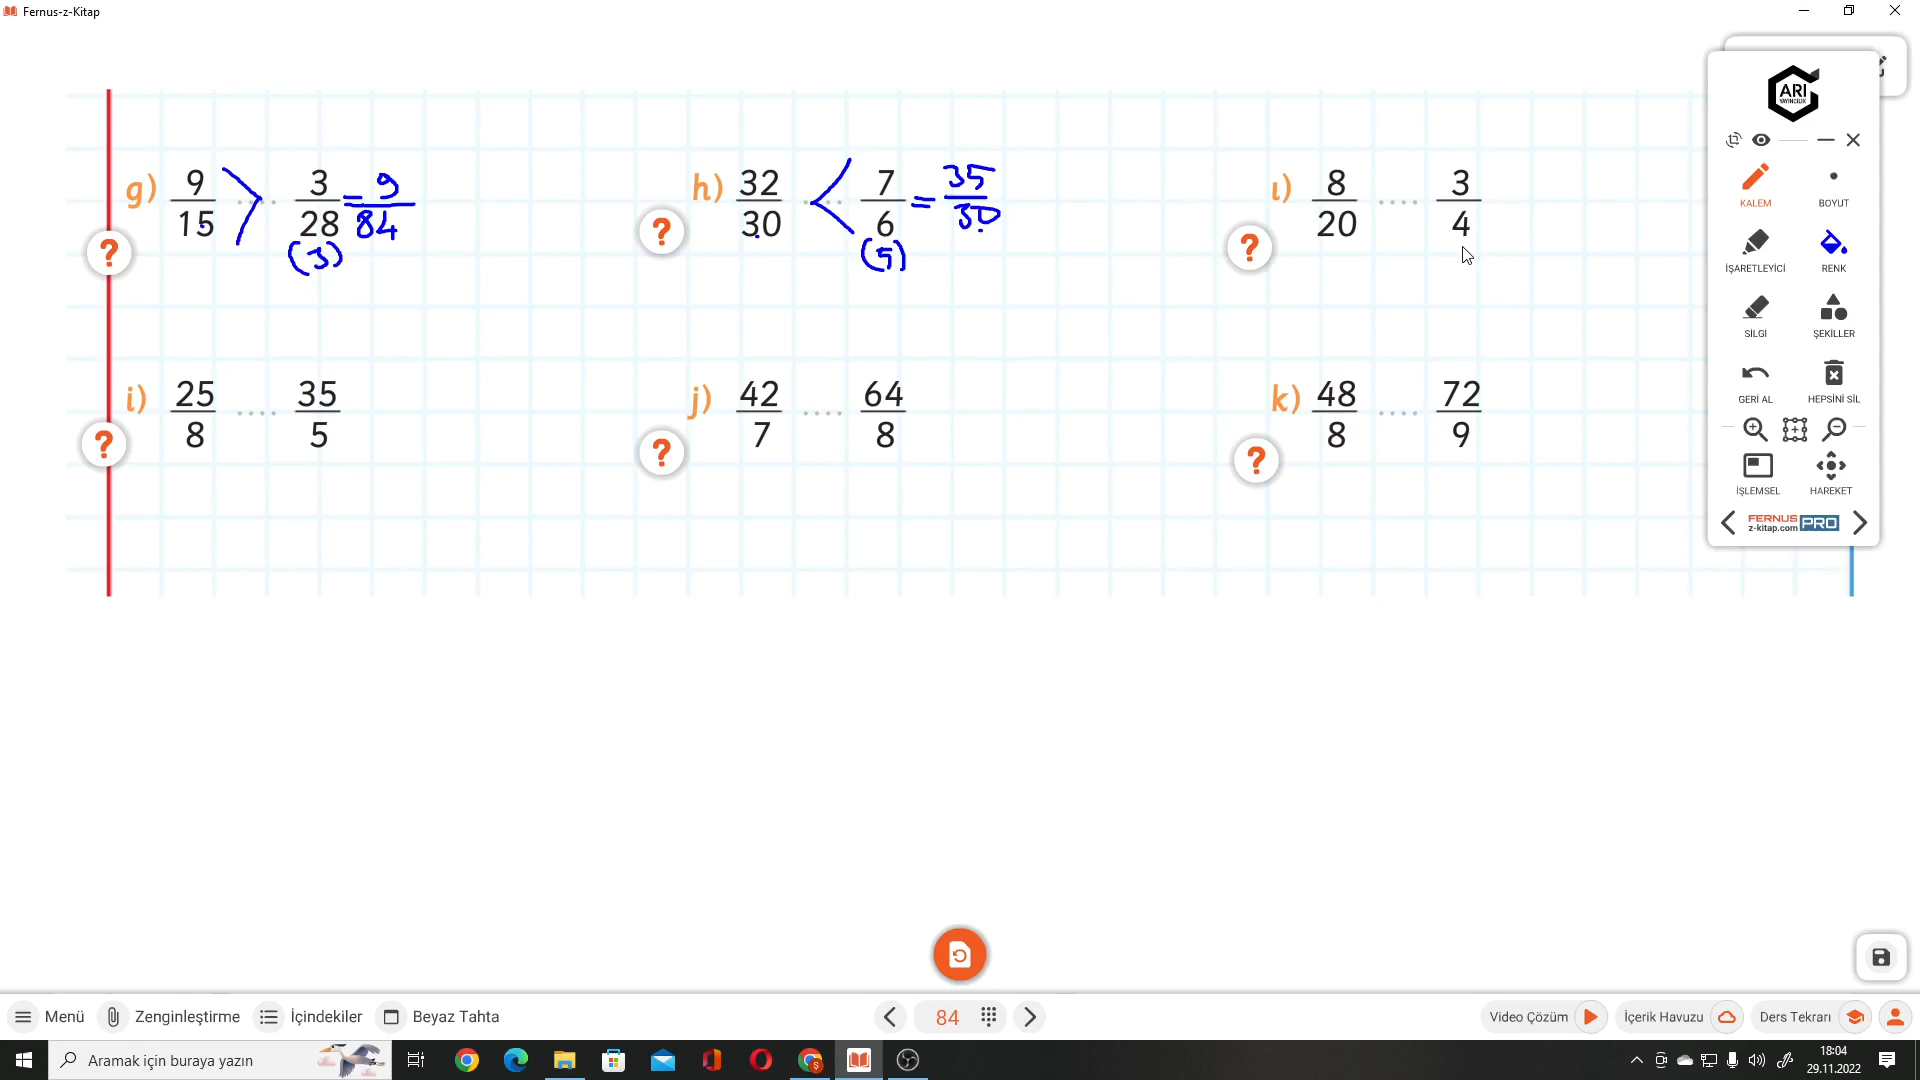 Fernus-z-Kitap
g) 9/15 > .... 3/28 = 9/84
(3)
h) 32/30 < .... 7/6 = 35/30
(5)
ı) 8/20 .... 3/4
i) 25/8 .... 35/5
j) 42/7 .... 64/8
k) 48/8 .... 72/9
?
?
?
?
?
?
ARI
YAYINCILIK
KALEM
BOYUT
İŞARETLEYİCİ
RENK
SİLGİ
ŞEKİLLER
GERİ AL
HEPSİNİ SİL
İŞLEMSEL
HAREKET
FERNUS PRO
z-kitap.com
Menü
Zenginleştirme
İçindekiler
Beyaz Tahta
84
Video Çözüm
İçerik Havuzu
Ders Tekrarı
Aramak için buraya yazın
18:04
29.11.2022